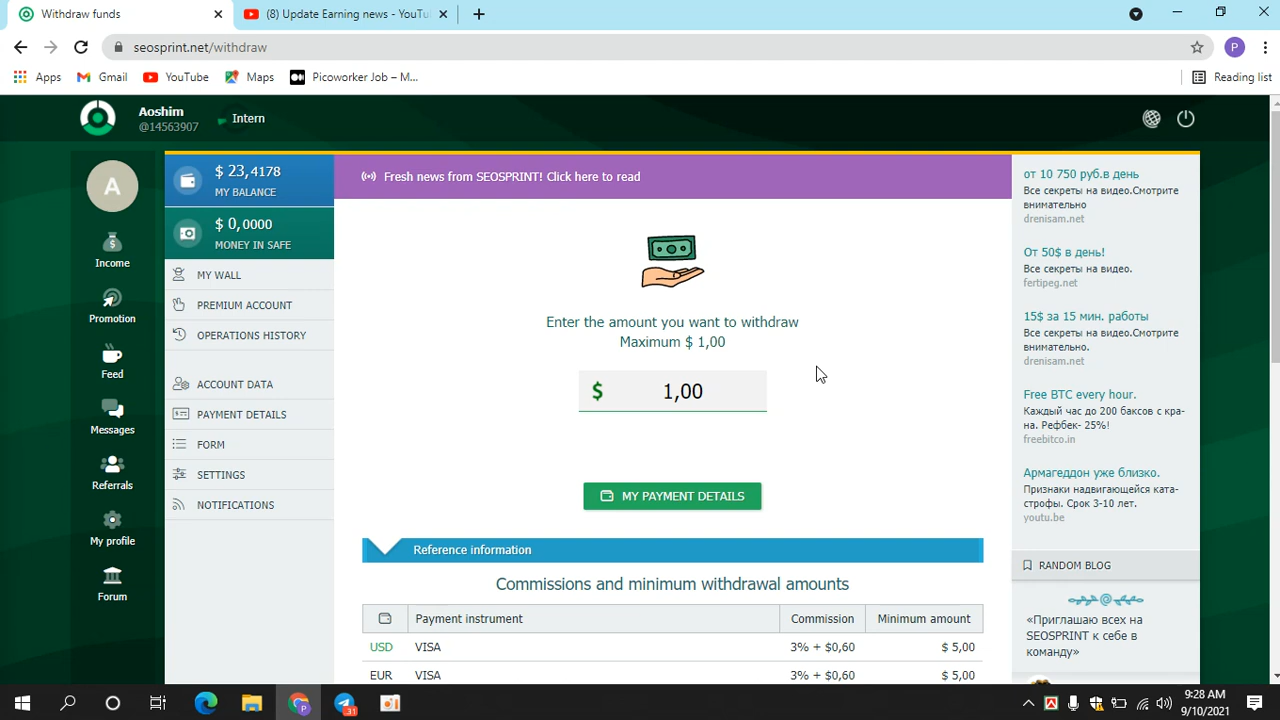 Withdraw funds
(8) Update Earning news - YouTu
seosprint.net/withdraw
P
Apps
Gmail
YouTube
Maps
Picoworker Job – M...
Reading list
Aoshim
@14563907
Intern
A
Income
Promotion
Feed
Messages
Referrals
My profile
Forum
$ 23,4178
MY BALANCE
$ 0,0000
MONEY IN SAFE
MY WALL
PREMIUM ACCOUNT
OPERATIONS HISTORY
ACCOUNT DATA
PAYMENT DETAILS
FORM
SETTINGS
NOTIFICATIONS
Fresh news from SEOSPRINT! Click here to read
Enter the amount you want to withdraw
Maximum $ 1,00
$ 1,00
MY PAYMENT DETAILS
Reference information
Commissions and minimum withdrawal amounts
Payment instrument Commission Minimum amount
USD VISA 3% + $0,60 $ 5,00
EUR VISA 3% + $0,60 $ 5,00
от 10 750 руб.в день
Все секреты на видео.Смотрите
внимательно
drenisam.net
От 50$ в день!
Все секреты на видео.
fertipeg.net
15$ за 15 мин. работы
Все секреты на видео.Смотрите
внимательно.
drenisam.net
Free BTC every hour.
Каждый час до 200 баксов с кра-
на. Рефбек- 25%!
freebitco.in
Армагеддон уже близко.
Признаки надвигающейся ката-
строфы. Срок 3-10 лет.
youtu.be
RANDOM BLOG
«Приглашаю всех на
SEOSPRINT к себе в
команду»
31
P
9:28 AM
9/10/2021